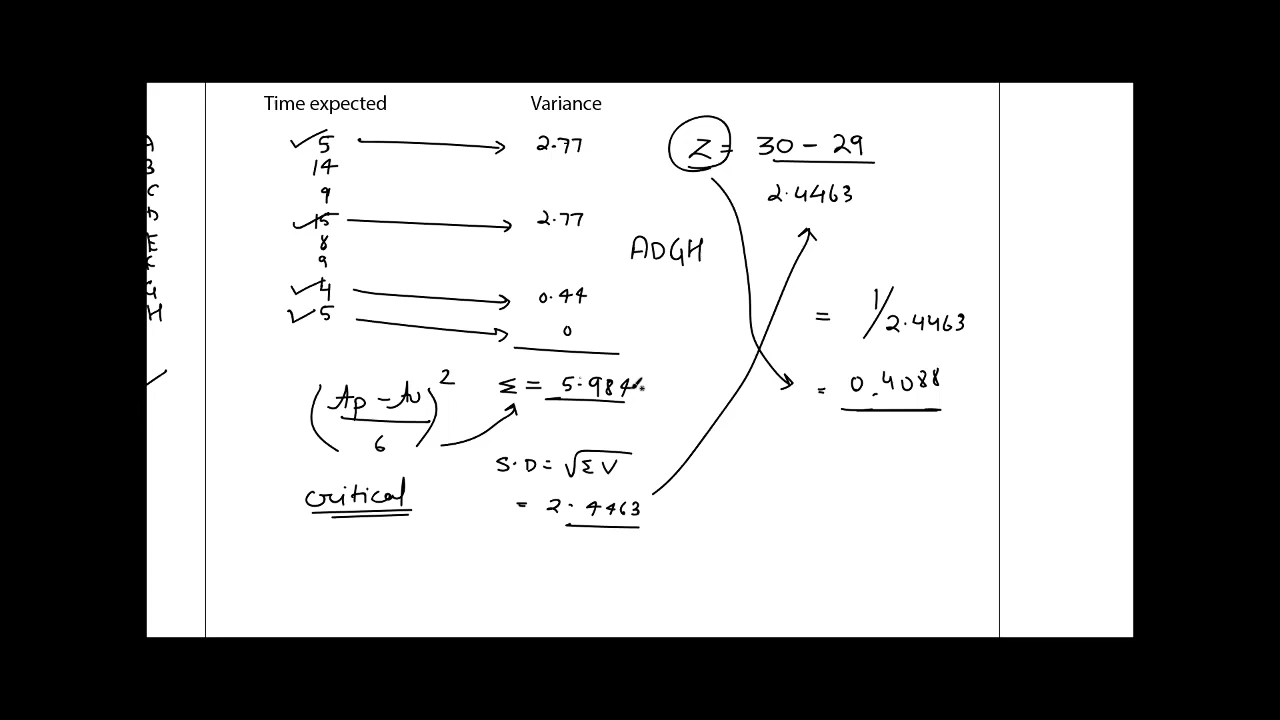 Time expected Variance
A 5 2.77
B 14
C 9
D 15 2.77
E 8
9
G 4 0.44
H 5 0
Σ = 5.984
(tp - to / 6)²
critical
S.D = √ΣV
= 2.4463
ADGH
Z = 30 - 29
2.4463
= 1/2.4463
= 0.4088